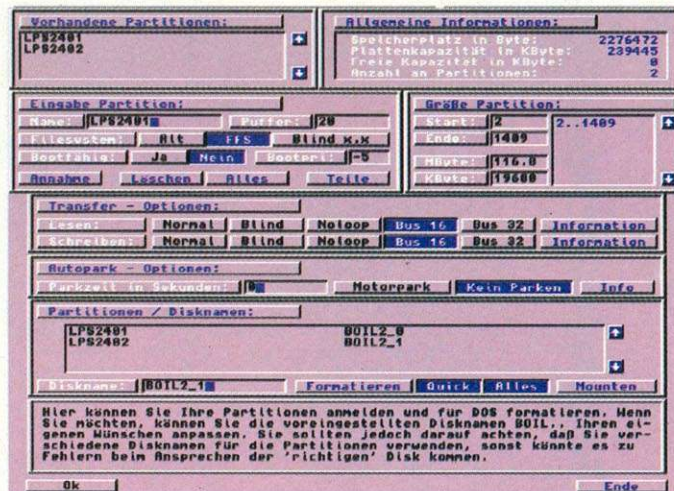 Vorhandene Partitionen:
LPS2401
LPS2402
Allgemeine Informationen:
Speicherplatz in Byte: 2276472
Plattenkapazität in KByte: 239445
Freie Kapazität in KByte: 0
Anzahl an Partitionen: 2
Eingabe Partition:
Name: LPS2401 Puffer: 20
Filesystem: Alt FFS Blind x.x
Bootfähig: Ja Nein Bootpri: -5
Annahme Löschen Alles Teile
Größe Partition:
Start: 2 2..1409
Ende: 1409
MByte: 116.0
KByte: 19680
Transfer - Optionen:
Lesen: Normal Blind Noloop Bus 16 Bus 32 Information
Schreiben: Normal Blind Noloop Bus 16 Bus 32 Information
Autopark - Optionen:
Parkzeit in Sekunden: 0 Motorpark Kein Parken Info
Partitionen / Disknamen:
LPS2401 BOIL2_0
LPS2402 BOIL2_1
Diskname: BOIL2_1 Formatieren Quick Alles Mounten
Hier können Sie Ihre Partitionen anmelden und für DOS formatieren. Wenn
Sie möchten, können Sie die voreingestellten Disknamen BOIL.. Ihren ei-
genen Wünschen anpassen. Sie sollten jedoch darauf achten, daß Sie ver-
schiedene Disknamen für die Partitionen verwenden, sonst könnte es zu
Fehlern beim Ansprechen der 'richtigen' Disk kommen.
Ok Ende